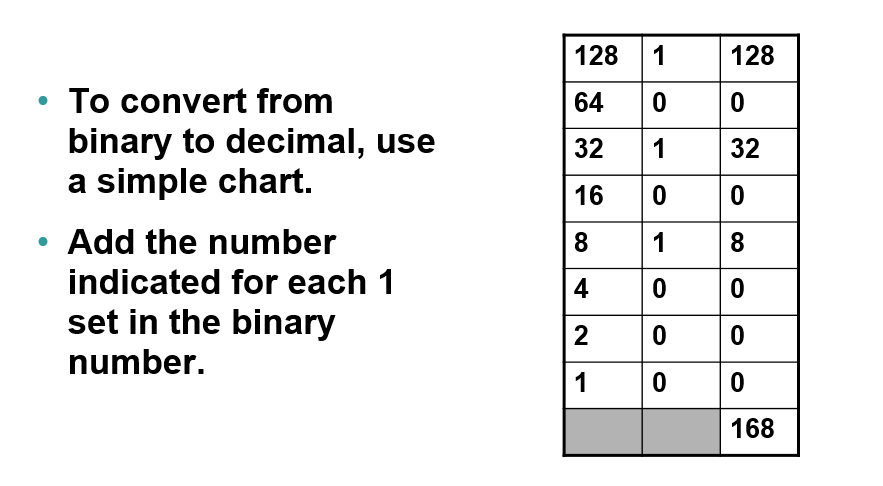 • To convert from
binary to decimal, use
a simple chart.
• Add the number
indicated for each 1
set in the binary
number.
128 1 128
64 0 0
32 1 32
16 0 0
8 1 8
4 0 0
2 0 0
1 0 0
168